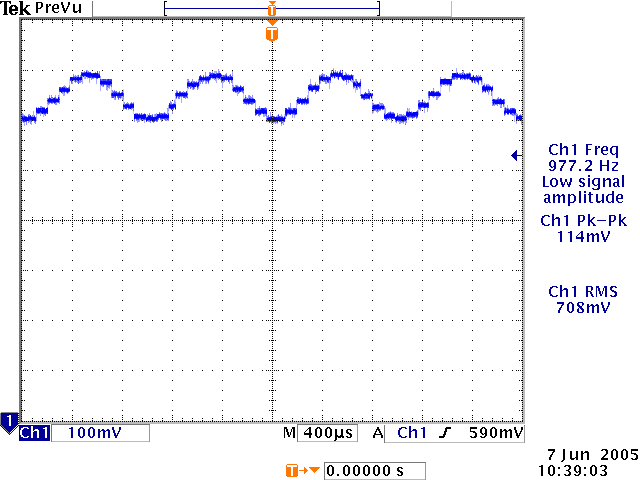 Tek PreVu
T
T
Ch1 Freq
977.2 Hz
Low signal
amplitude
Ch1 Pk–Pk
114mV
Ch1 RMS
708mV
1
Ch1 100mV M 400µs A Ch1 ƒ 590mV
T 0.00000 s
7 Jun 2005
10:39:03